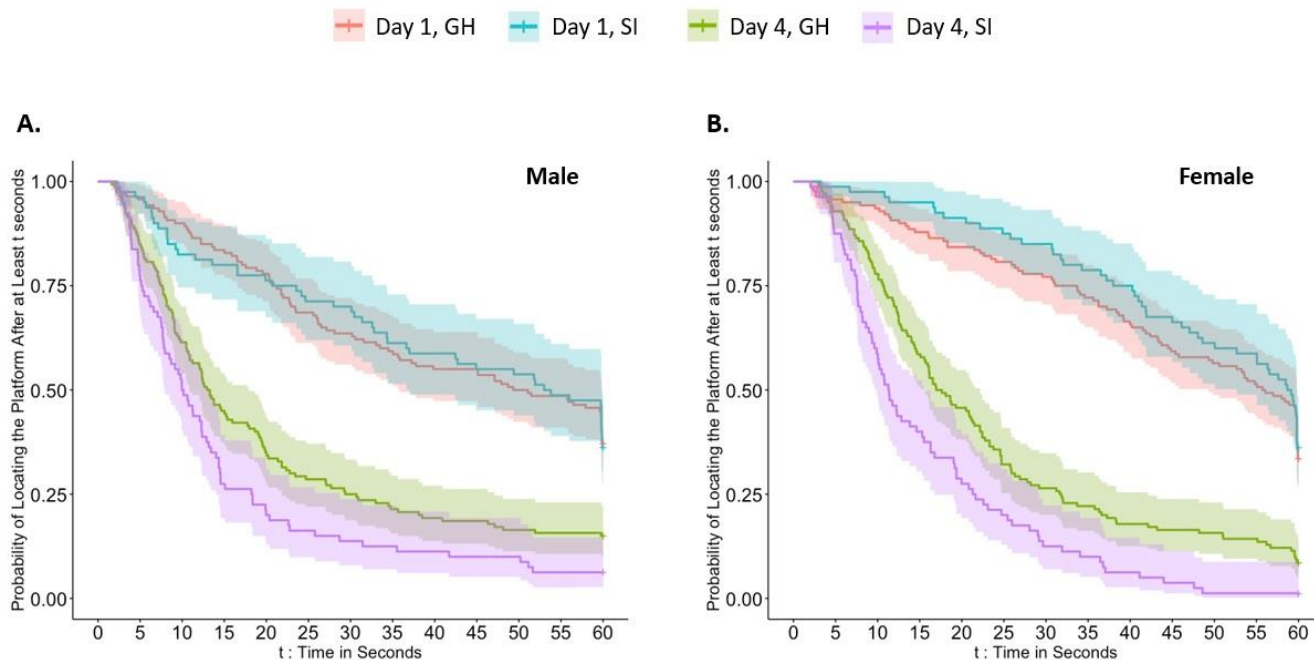 Day 1, GH Day 1, SI Day 4, GH Day 4, SI
A.
Male
Probability of Locating the Platform After at Least t seconds
1.00
0.75
0.50
0.25
0.00
0 5 10 15 20 25 30 35 40 45 50 55 60
t : Time in Seconds
B.
Female
Probability of Locating the Platform After at Least t seconds
1.00
0.75
0.50
0.25
0.00
0 5 10 15 20 25 30 35 40 45 50 55 60
t : Time in Seconds